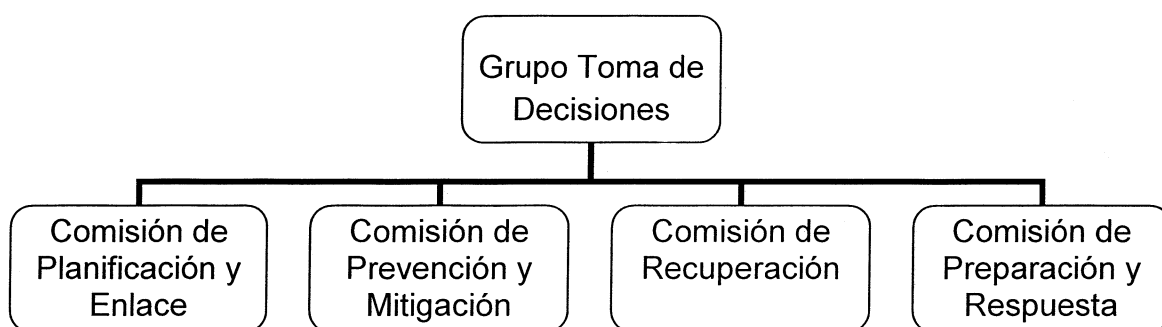 Grupo Toma de
Decisiones
Comisión de
Planificación y
Enlace
Comisión de
Prevención y
Mitigación
Comisión de
Recuperación
Comisión de
Preparación y
Respuesta